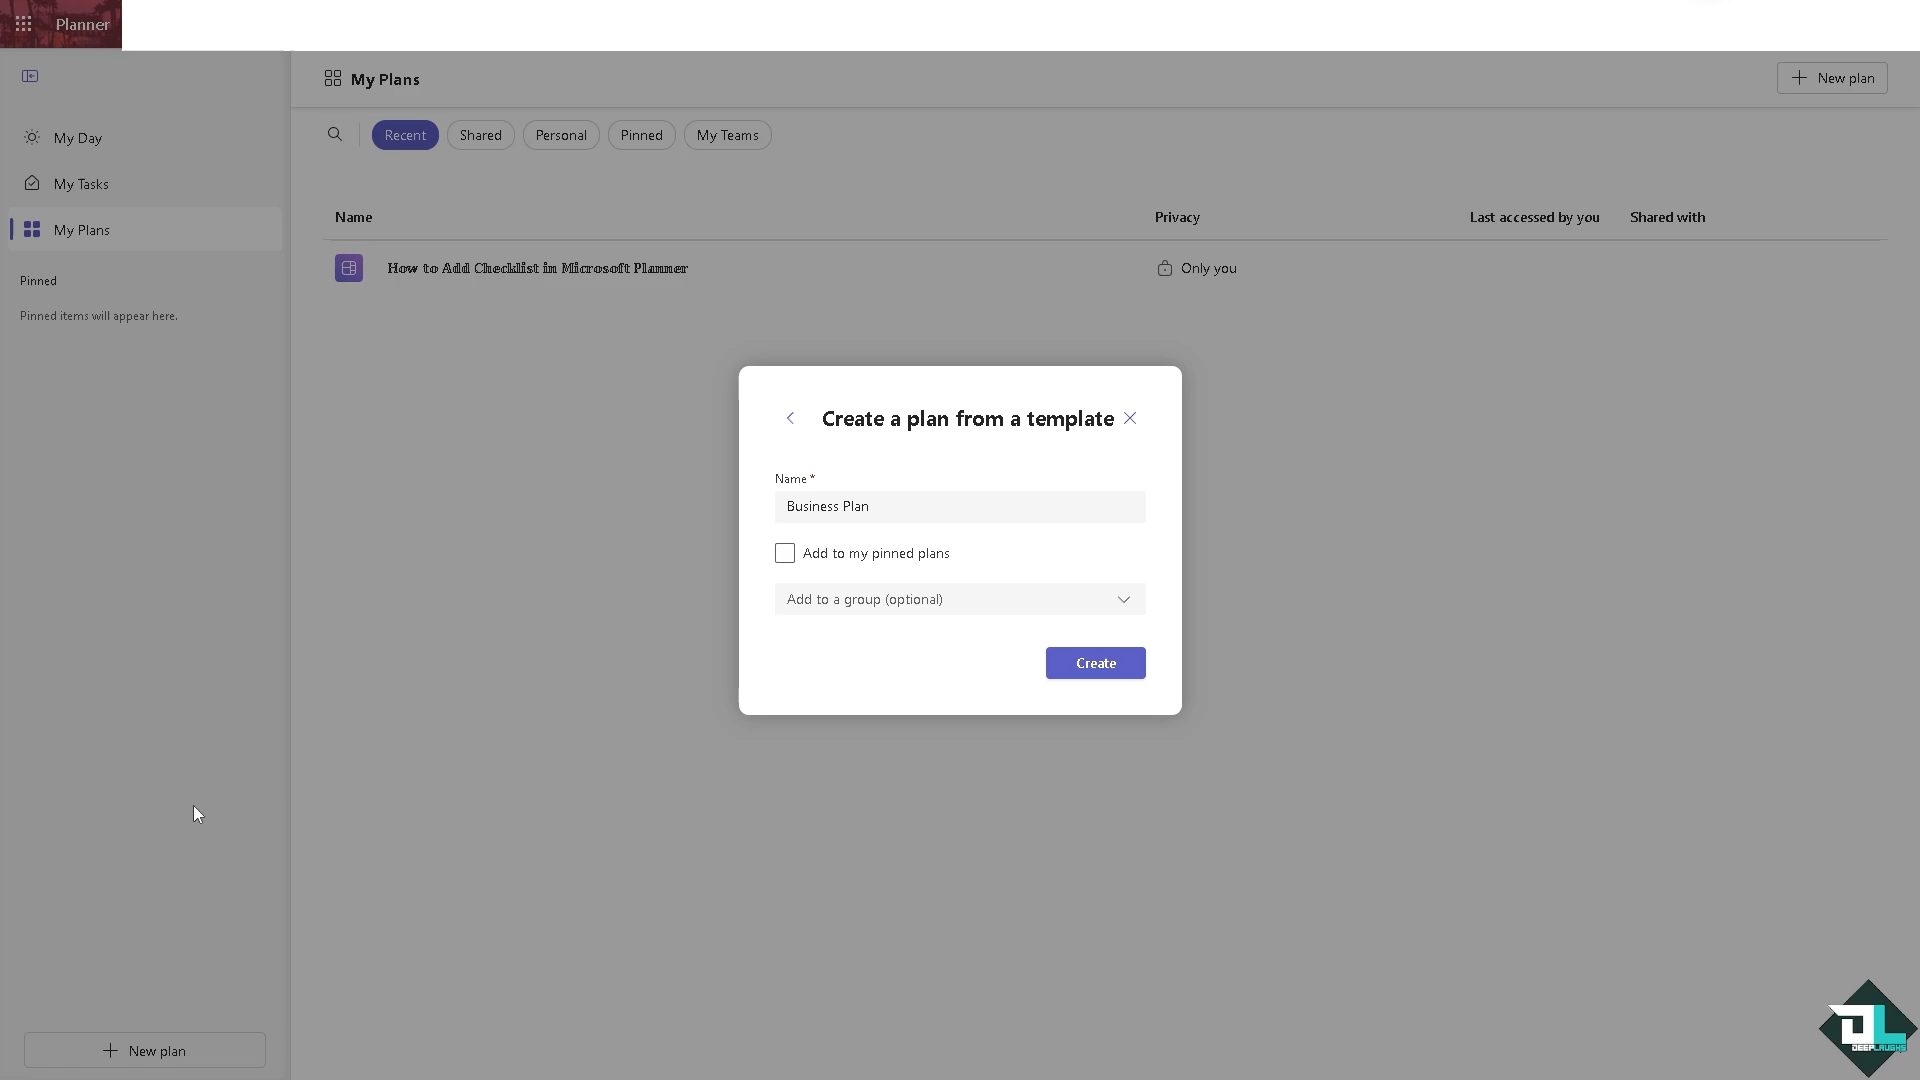 Planner
My Plans
New plan
Recent
Shared
Personal
Pinned
My Teams
My Day
My Tasks
My Plans
Pinned
Pinned items will appear here.
Name
Privacy
Last accessed by you
Shared with
How to Add Checklist in Microsoft Planner
Only you
Create a plan from a template
Name *
Business Plan
Add to my pinned plans
Add to a group (optional)
Create
New plan
DL
DEEPLAUGHS